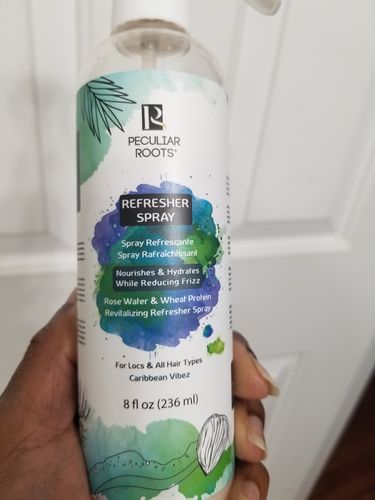 R
PECULIAR
ROOTS®
REFRESHER
SPRAY
Spray Refrescante
Spray Rafraîchissant
Nourishes & Hydrates
While Reducing Frizz
Rose Water & Wheat Protein
Revitalizing Refresher Spray
For Locs & All Hair Types
Caribbean Vibez
8 fl oz (236 ml)